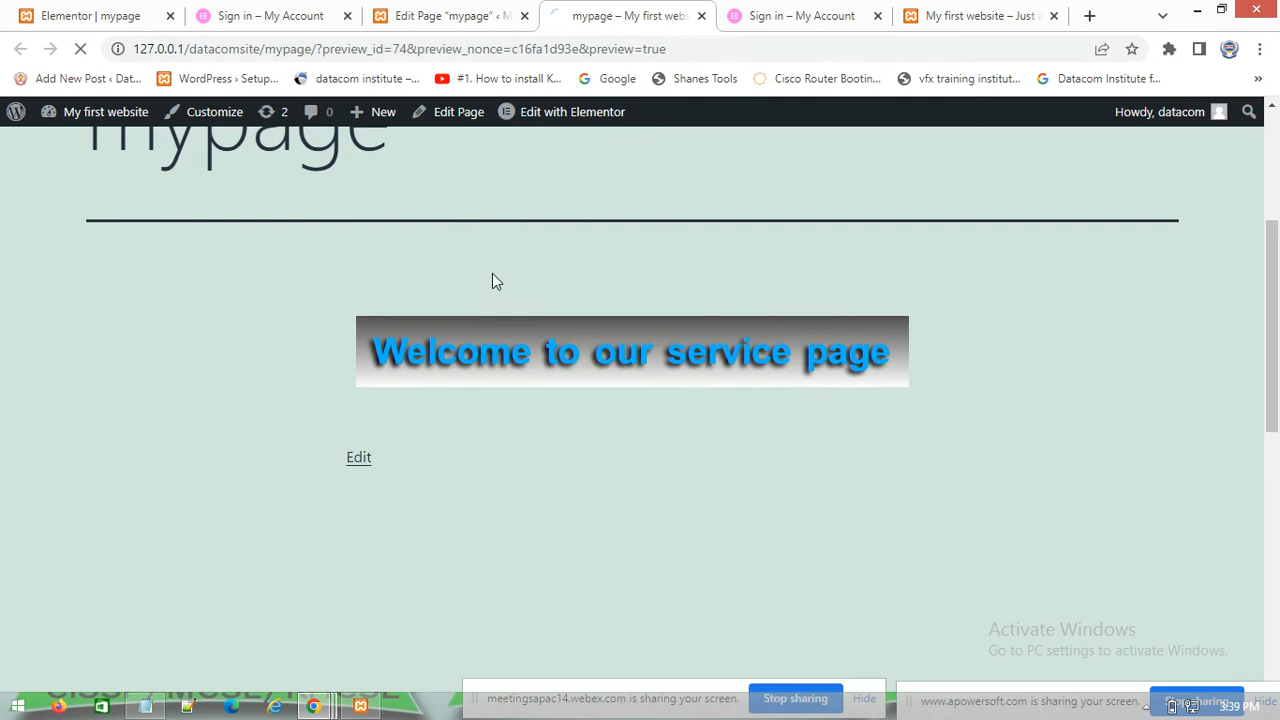 Elementor | mypage
Sign in – My Account
Edit Page “mypage” ‹ M
mypage – My first web
Sign in – My Account
My first website – Just a
127.0.0.1/datacomsite/mypage/?preview_id=74&preview_nonce=c16fa1d93e&preview=true
Add New Post ‹ Dat...
WordPress › Setup...
datacom institute –...
#1. How to install K...
Google
Shanes Tools
Cisco Router Bootin...
vfx training institut...
Datacom Institute f...
»
My first website
Customize
2
0
New
Edit Page
Edit with Elementor
Howdy, datacom
mypage
Welcome to our service page
Edit
Activate Windows
Go to PC settings to activate Windows.
meetingsapac14.webex.com is sharing your screen.
Stop sharing
Hide
www.apowersoft.com is sharing your screen.
Stop sharing
Hide
3:39 PM